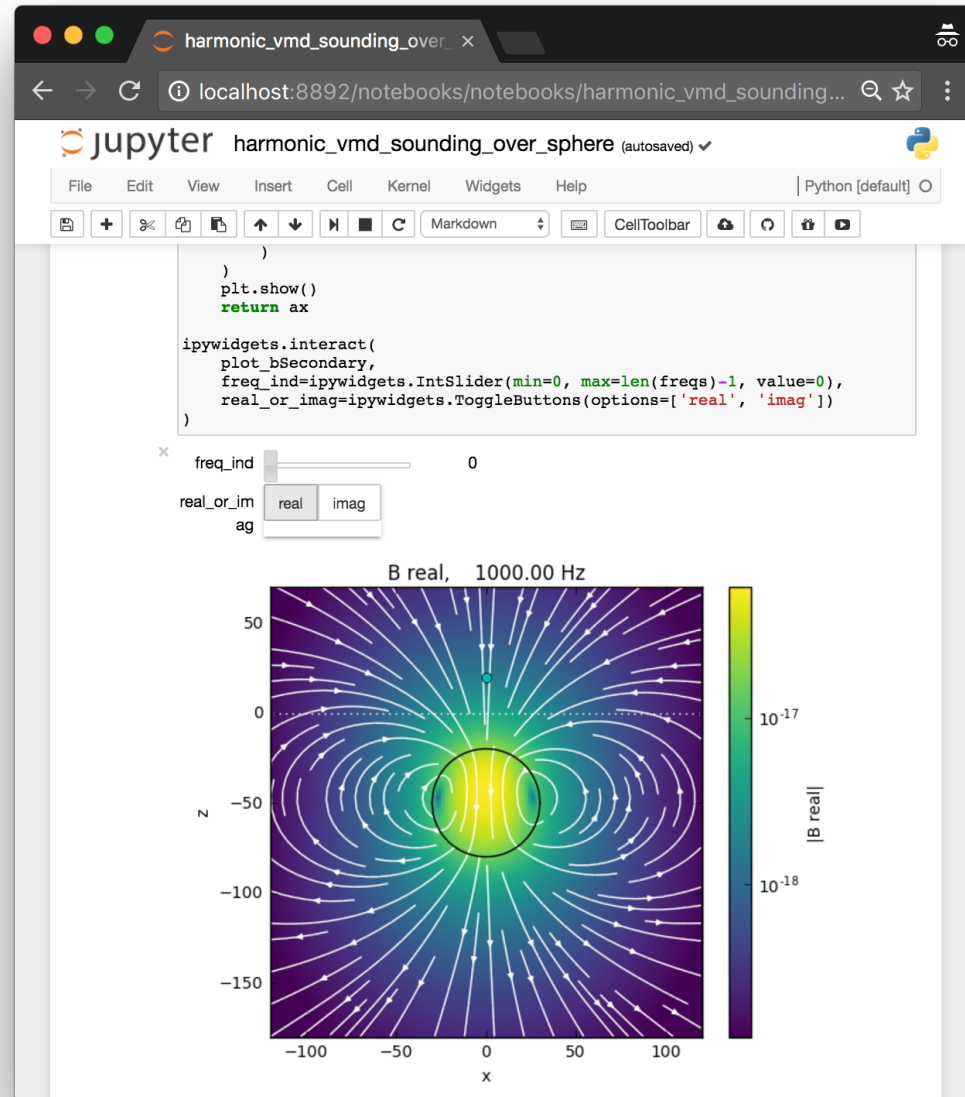 harmonic_vmd_sounding_over_
localhost:8892/notebooks/notebooks/harmonic_vmd_sounding...
jupyter harmonic_vmd_sounding_over_sphere (autosaved)
File Edit View Insert Cell Kernel Widgets Help Python [default]
Markdown CellToolbar
)
)
plt.show()
return ax
ipywidgets.interact(
plot_bSecondary,
freq_ind=ipywidgets.IntSlider(min=0, max=len(freqs)-1, value=0),
real_or_imag=ipywidgets.ToggleButtons(options=['real', 'imag'])
)
freq_ind 0
real_or_im
ag
real imag
B real, 1000.00 Hz
50
0
−50
−100
−150
z
−100 −50 0 50 100
x
10^-17
10^-18
|B real|